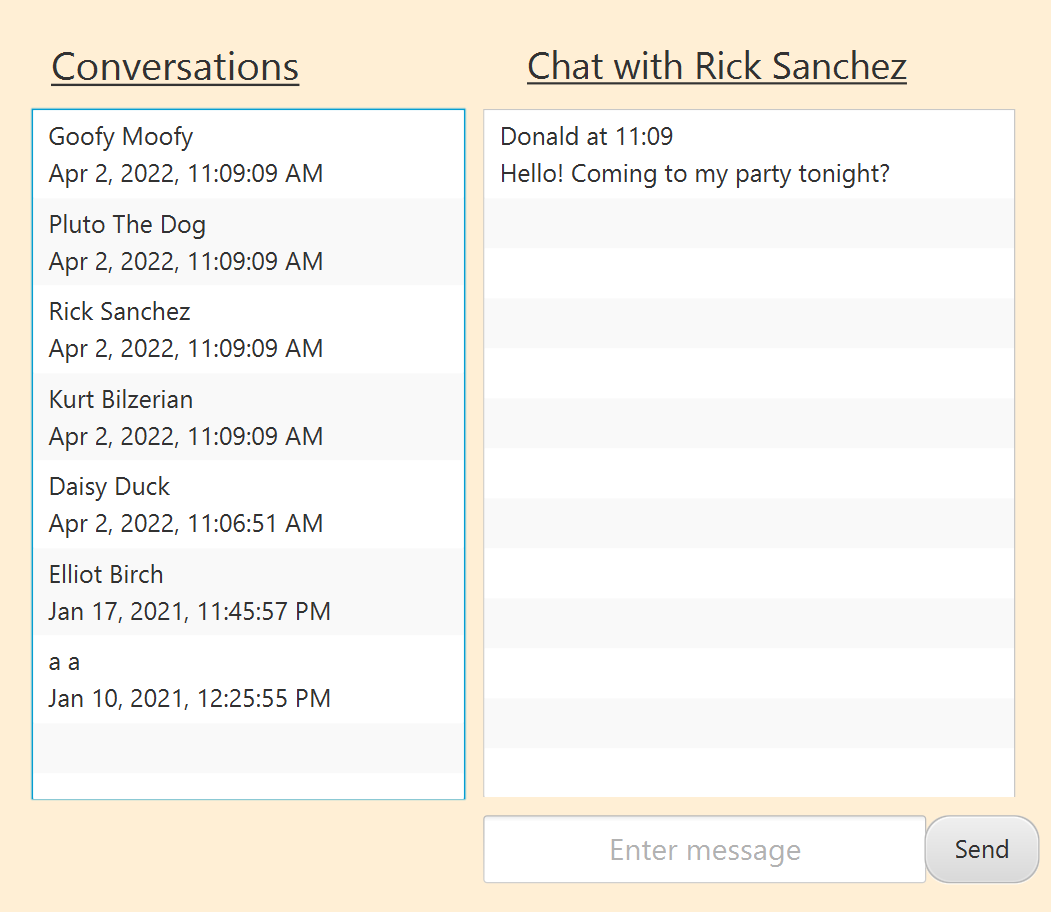 Conversations
Goofy Moofy
Apr 2, 2022, 11:09:09 AM
Pluto The Dog
Apr 2, 2022, 11:09:09 AM
Rick Sanchez
Apr 2, 2022, 11:09:09 AM
Kurt Bilzerian
Apr 2, 2022, 11:09:09 AM
Daisy Duck
Apr 2, 2022, 11:06:51 AM
Elliot Birch
Jan 17, 2021, 11:45:57 PM
a a
Jan 10, 2021, 12:25:55 PM
Chat with Rick Sanchez
Donald at 11:09
Hello! Coming to my party tonight?
Enter message
Send